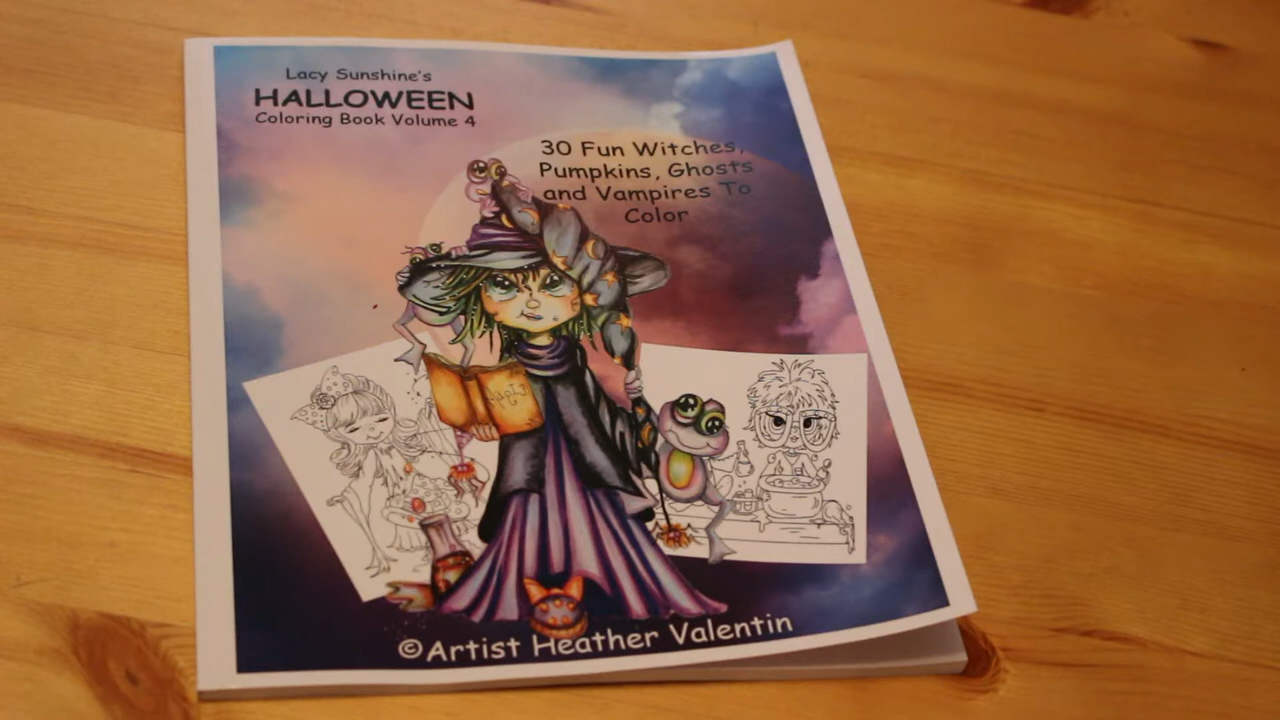 Lacy Sunshine's
HALLOWEEN
Coloring Book Volume 4
30 Fun Witches,
Pumpkins, Ghosts
and Vampires To
Color
©Artist Heather Valentin